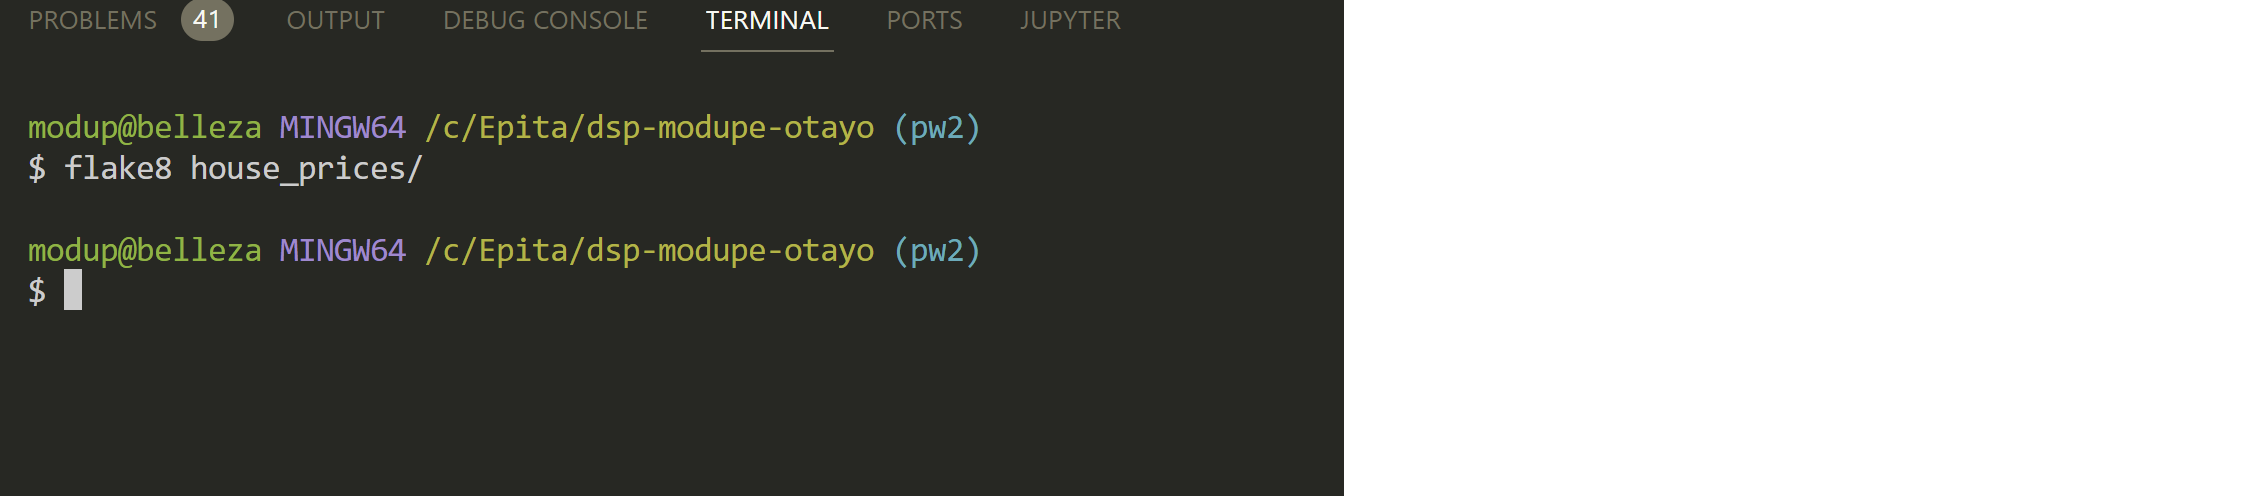 PROBLEMS 41 OUTPUT DEBUG CONSOLE TERMINAL PORTS JUPYTER
modup@belleza MINGW64 /c/Epita/dsp-modupe-otayo (pw2)
$ flake8 house_prices/
modup@belleza MINGW64 /c/Epita/dsp-modupe-otayo (pw2)
$